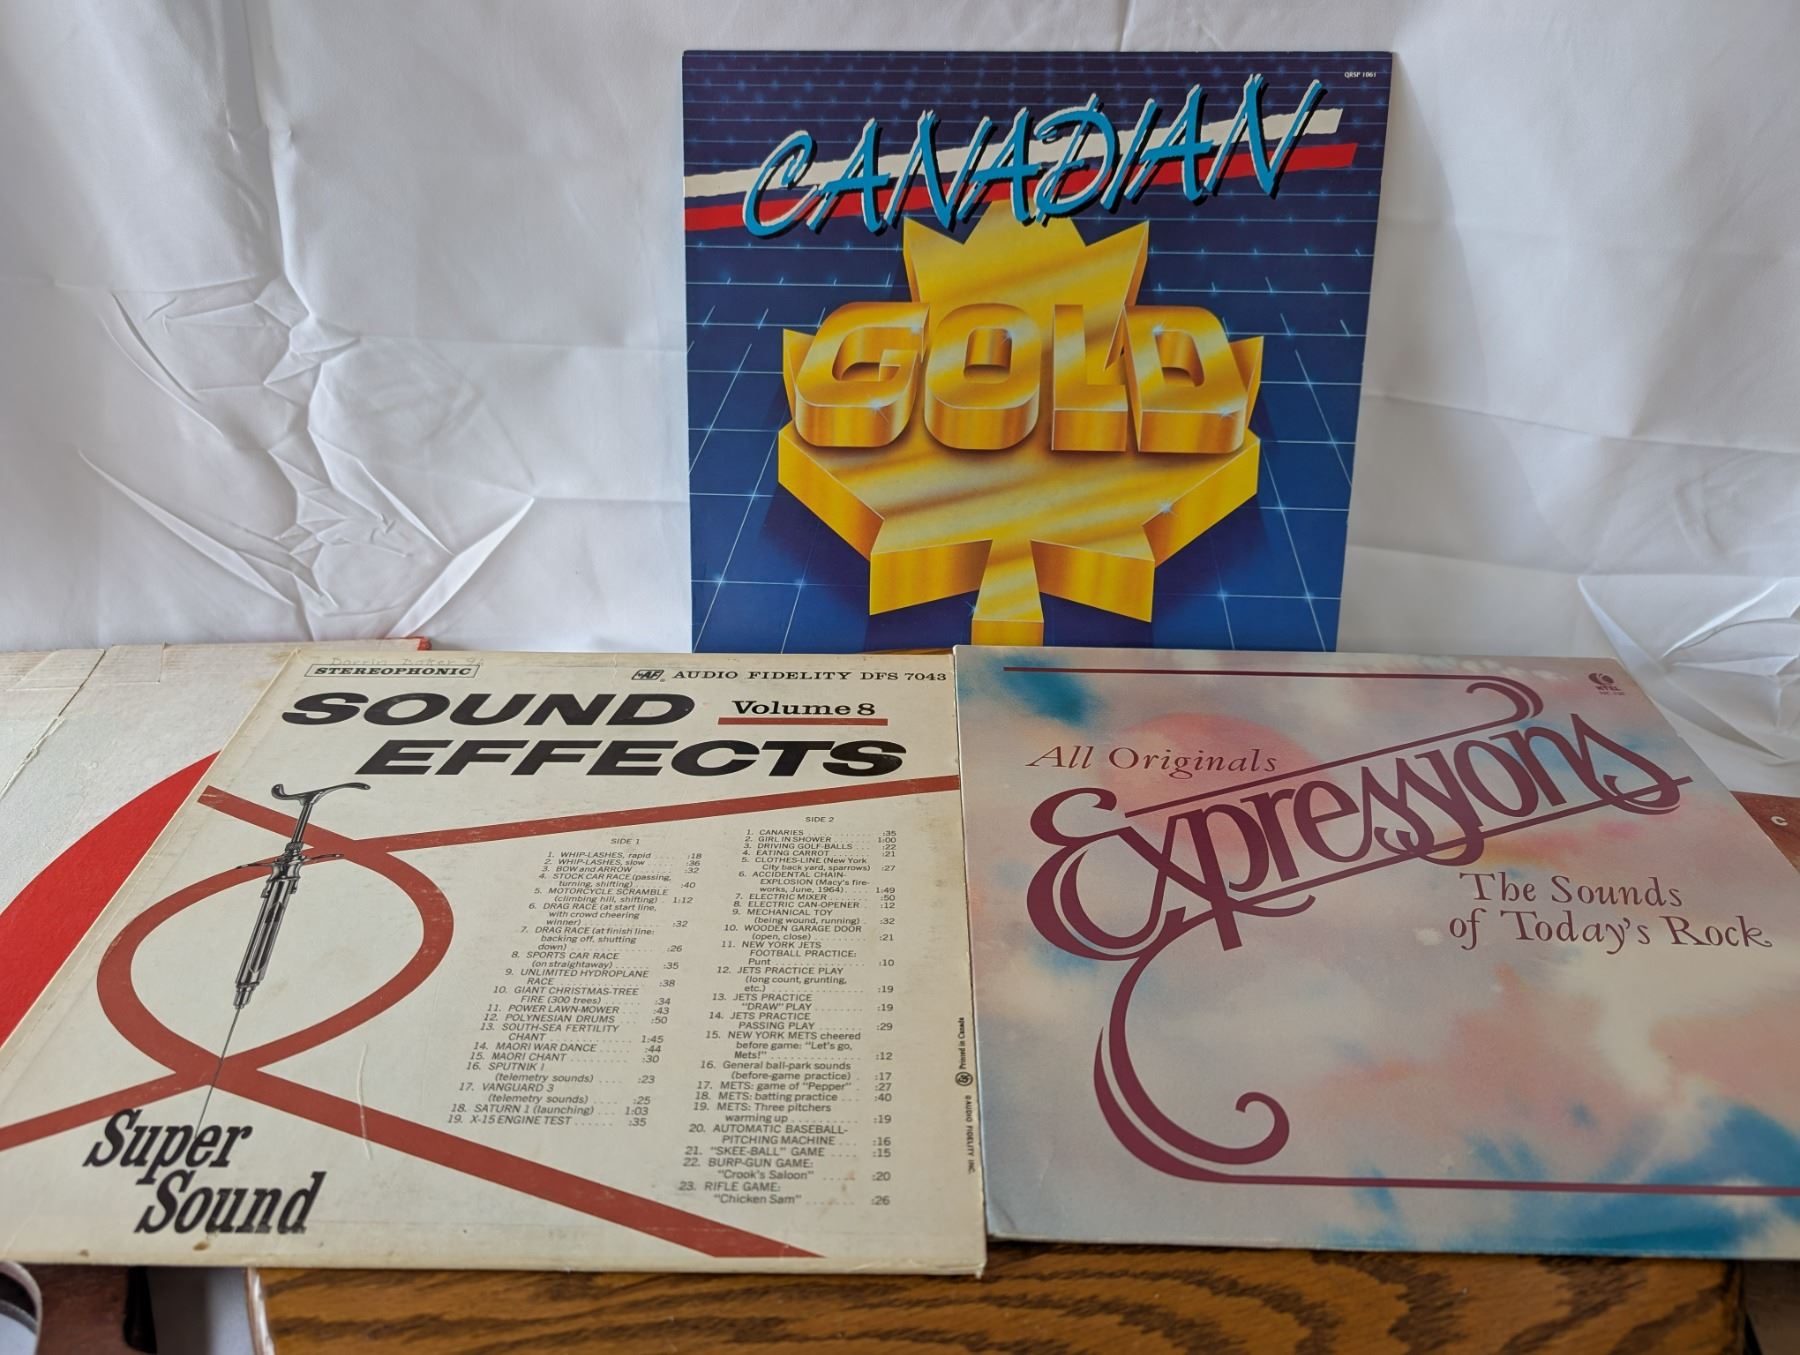 QRSP 1061
CANADIAN
GOLD
Darrin Baker
STEREOPHONIC
AF AUDIO FIDELITY DFS 7043
SOUND
Volume 8
EFFECTS
SIDE 1
1. WHIP-LASHES, rapid .... :18
2. WHIP-LASHES, slow .... :36
3. BOW and ARROW .... :32
4. STOCK CAR RACE (passing,
turning, shifting) .... :40
5. MOTORCYCLE SCRAMBLE
(climbing hill, shifting) . 1:12
6. DRAG RACE (at start line,
with crowd cheering
winner) .... :32
7. DRAG RACE (at finish line:
backing off, shutting
down) .... :26
8. SPORTS CAR RACE
(on straightaway) .... :35
9. UNLIMITED HYDROPLANE
RACE .... :38
10. GIANT CHRISTMAS-TREE
FIRE (300 trees) .... :34
11. POWER LAWN-MOWER .... :43
12. POLYNESIAN DRUMS .... :50
13. SOUTH-SEA FERTILITY
CHANT .... 1:45
14. MAORI WAR DANCE .... :44
15. MAORI CHANT .... :30
16. SPUTNIK I
(telemetry sounds) .... :23
17. VANGUARD 3
(telemetry sounds) .... :25
18. SATURN 1 (launching) .... 1:03
19. X-15 ENGINE TEST .... :35
SIDE 2
1. CANARIES .... :35
2. GIRL IN SHOWER .... 1:00
3. DRIVING GOLF-BALLS .... :22
4. EATING CARROT .... :21
5. CLOTHES-LINE (New York
City back yard, sparrows) . :27
6. ACCIDENTAL CHAIN-
EXPLOSION (Macy's fire-
works, June, 1964) .... 1:49
7. ELECTRIC MIXER .... :50
8. ELECTRIC CAN-OPENER . :12
9. MECHANICAL TOY
(being wound, running) . :32
10. WOODEN GARAGE DOOR
(open, close) .... :21
11. NEW YORK JETS
FOOTBALL PRACTICE:
Punt .... :10
12. JETS PRACTICE PLAY
(long count, grunting,
etc.) .... :19
13. JETS PRACTICE
"DRAW" PLAY .... :19
14. JETS PRACTICE
PASSING PLAY .... :29
15. NEW YORK METS cheered
before game: "Let's go,
Mets!" .... :12
16. General ball-park sounds
(before-game practice) . :17
17. METS: game of "Pepper" . :27
18. METS: batting practice ... :40
19. METS: Three pitchers
warming up .... :19
20. AUTOMATIC BASEBALL-
PITCHING MACHINE ... :16
21. "SKEE-BALL" GAME .... :15
22. BURP-GUN GAME:
"Crook's Saloon" .... :20
23. RIFLE GAME:
"Chicken Sam" .... :26
Super
Sound
Printed in Canada
©AUDIO FIDELITY INC.
KTEL
All Originals
Expressions
The Sounds
of Today's Rock